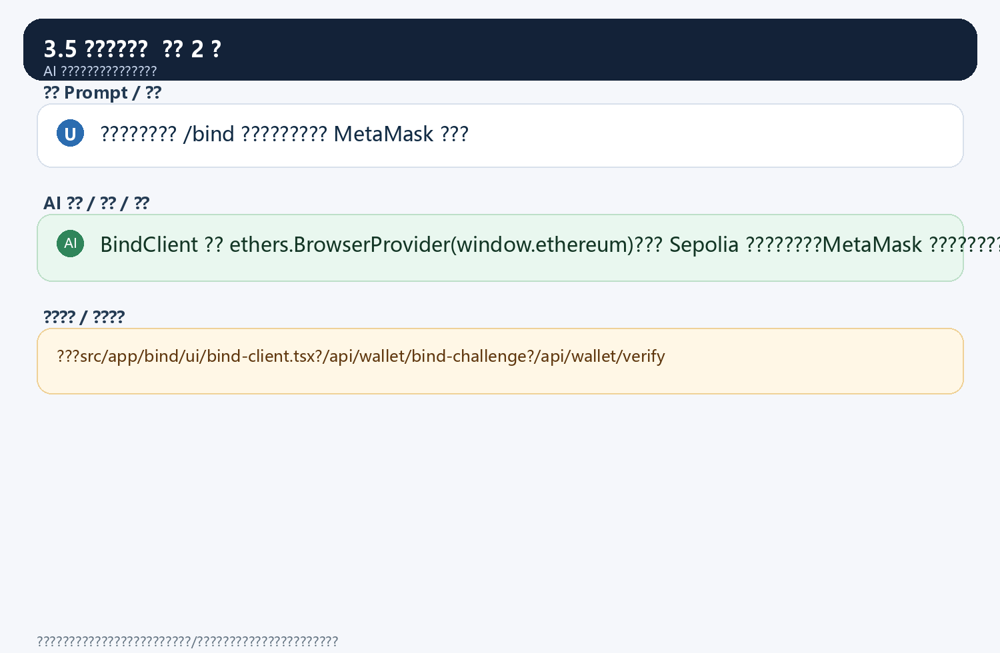 3.5 ??????  ?? 2 ?
AI ???????????????
?? Prompt / ??
U ???????? /bind ????????? MetaMask ???
AI ?? / ?? / ??
AI BindClient ?? ethers.BrowserProvider(window.ethereum)??? Sepolia ????????MetaMask ????????
???? / ????
???src/app/bind/ui/bind-client.tsx?/api/wallet/bind-challenge?/api/wallet/verify
????????????????????????/??????????????????????